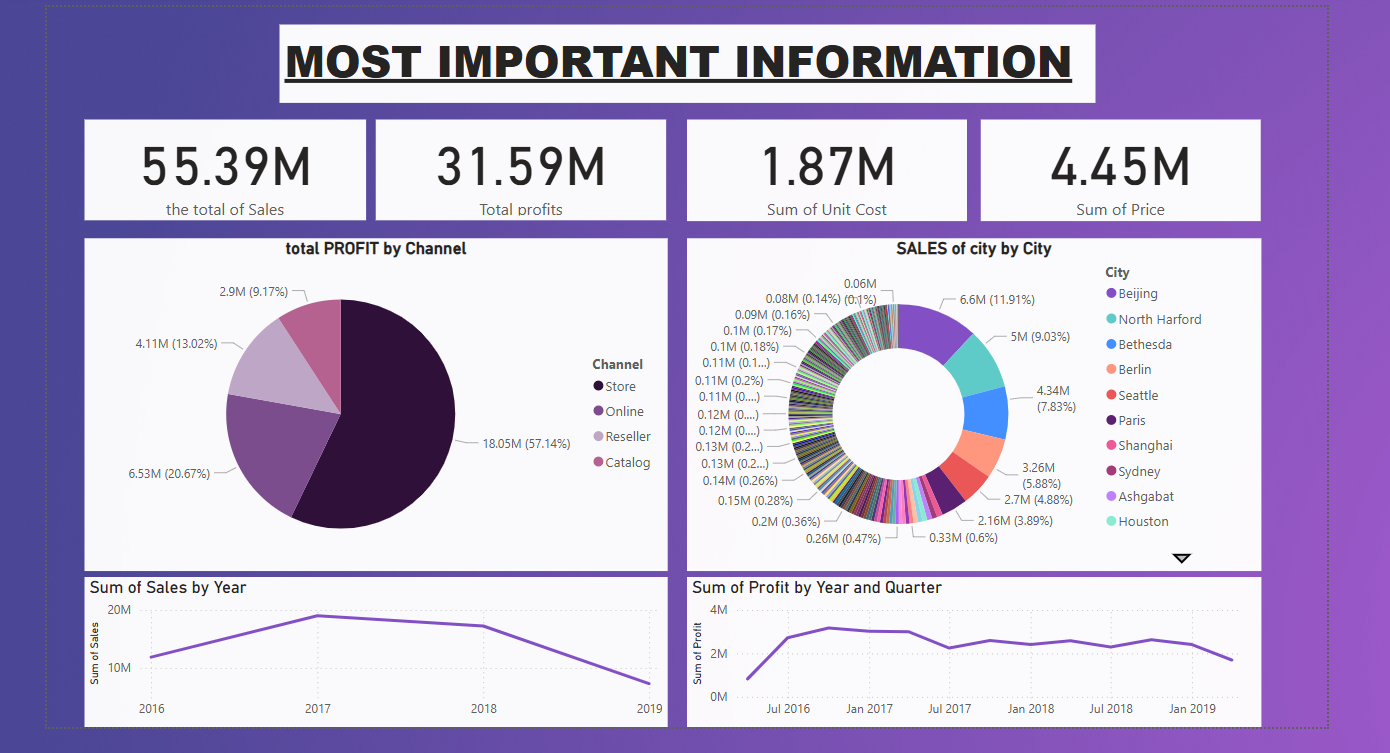 MOST IMPORTANT INFORMATION
55.39M
the total of Sales
31.59M
Total profits
1.87M
Sum of Unit Cost
4.45M
Sum of Price
total PROFIT by Channel
2.9M (9.17%)
4.11M (13.02%)
6.53M (20.67%)
18.05M (57.14%)
Channel
Store
Online
Reseller
Catalog
SALES of city by City
0.06M
(0.1%)
0.08M (0.14%)
0.09M (0.16%)
0.1M (0.17%)
0.1M (0.18%)
0.11M (0.1...)
0.11M (0.2%)
0.11M (0....)
0.12M (0....)
0.12M (0....)
0.13M (0.2...)
0.13M (0.2...)
0.14M (0.26%)
0.15M (0.28%)
0.2M (0.36%)
0.26M (0.47%)
0.33M (0.6%)
2.16M (3.89%)
2.7M (4.88%)
3.26M
(5.88%)
4.34M
(7.83%)
5M (9.03%)
6.6M (11.91%)
City
Beijing
North Harford
Bethesda
Berlin
Seattle
Paris
Shanghai
Sydney
Ashgabat
Houston
Sum of Sales by Year
Sum of Sales
20M
10M
2016
2017
2018
2019
Sum of Profit by Year and Quarter
Sum of Profit
4M
2M
0M
Jul 2016
Jan 2017
Jul 2017
Jan 2018
Jul 2018
Jan 2019